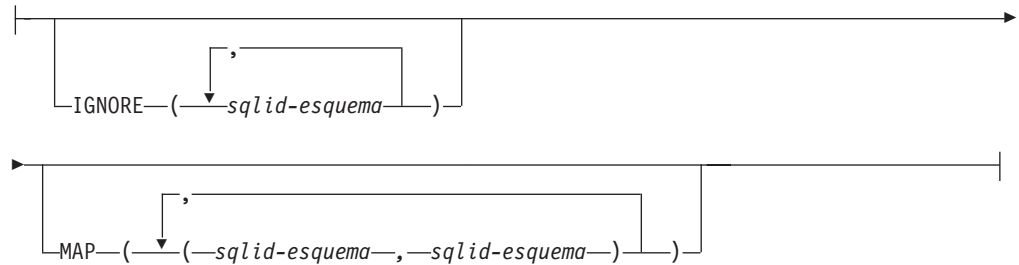 ,
IGNORE ( sqlid-esquema )
,
MAP ( ( sqlid-esquema , sqlid-esquema ) )